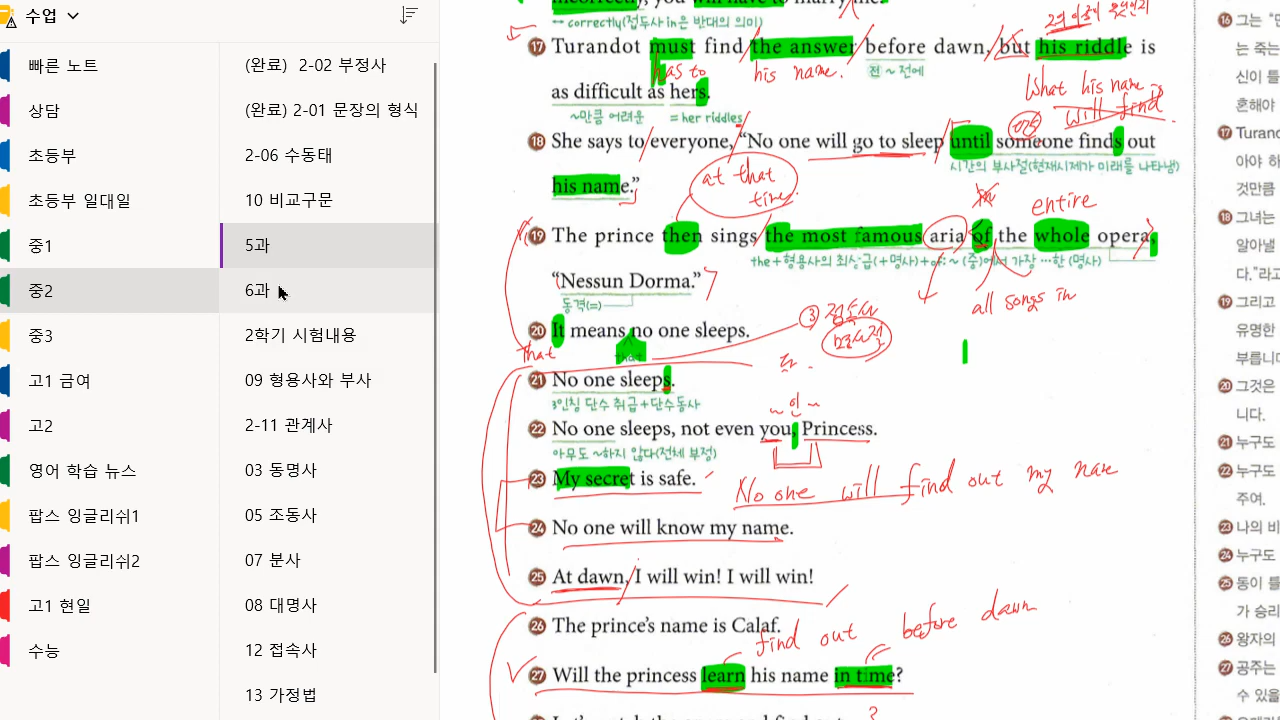 수업
빠른 노트
상담
초등부
초등부 일대일
중1
중2
중3
고1 금여
고2
영어 학습 뉴스
팝스 잉글리쉬1
팝스 잉글리쉬2
고1 현일
수능
(완료) 2-02 부정사
(완료)2-01 문장의 형식
10 비교구문
5과
6과
2학기 시험내용
09 형용사와 부사
2-11 관계사
03 동명사
05 조동사
07 분사
08 대명사
12 접속사
13 가정법
↔ correctly(접두사 in은 반대의 의미)
⑰ Turandot must find the answer before dawn, but his riddle is
has to his name. 전 ~ 전에
What his name is
will find
as difficult as hers.
~만큼 어려운 = her riddles
⑱ She says to everyone, “No one will go to sleep until someone finds out
시간의 부사절(현재시제가 미래를 나타냄)
his name.”
at that time.
entire
⑲ The prince then sings the most famous aria of the whole opera,
the+형용사의 최상급(+명사)+of: ~ (중)에서 가장 …한 (명사)
“Nessun Dorma.”
동격(=)
all songs in
⑳ It means no one sleeps.
That that
③ 접속사
㉑ No one sleeps.
3인칭 단수 취급+단수동사
~인~
㉒ No one sleeps, not even you, Princess.
아무도 ~하지 않다(전체 부정)
㉓ My secret is safe.
No one will find out my name
㉔ No one will know my name.
㉕ At dawn, I will win! I will win!
㉖ The prince’s name is Calaf.
find out before dawn
㉗ Will the princess learn his name in time?
⑯ 그는
는 죽는
신이 틀
혼해야
⑰ Turand
아야 하
것만큼
⑱ 그녀는
알아낼
다.”라고
⑲ 그리고
유명한
부릅니다
⑳ 그것은
니다.
㉑ 누구도
㉒ 누구도
주여.
㉓ 나의 비
㉔ 누구도
㉕ 동이 틀
가 승리
㉖ 왕자의
㉗ 공주는
수 있을